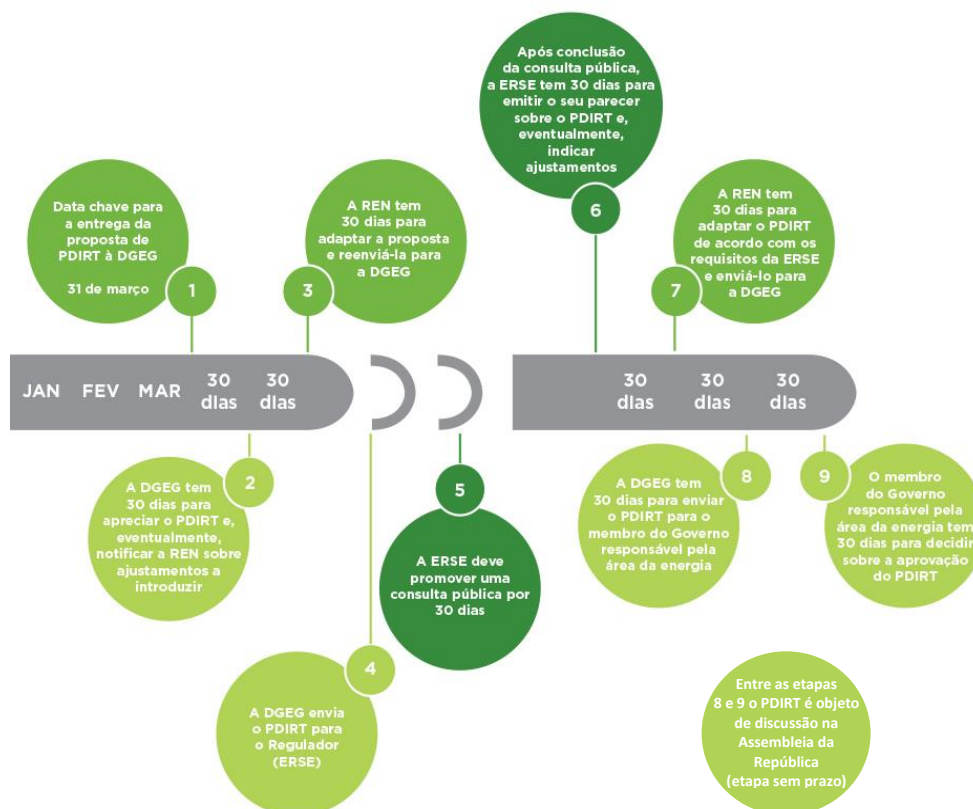 Data chave para
a entrega da
proposta de
PDIRT à DGEG
31 de março
1
A DGEG tem
30 dias para
apreciar o PDIRT e,
eventualmente,
notificar a REN sobre
ajustamentos a
introduzir
2
A REN tem
30 dias para
adaptar a proposta
e reenviá-la para
a DGEG
3
A DGEG envia
o PDIRT para
o Regulador
(ERSE)
4
A ERSE deve
promover uma
consulta pública por
30 dias
5
Após conclusão
da consulta pública,
a ERSE tem 30 dias para
emitir o seu parecer
sobre o PDIRT e,
eventualmente,
indicar
ajustamentos
6
A REN tem
30 dias para
adaptar o PDIRT
de acordo com os
requisitos da ERSE
e enviá-lo para
a DGEG
7
A DGEG tem
30 dias para enviar
o PDIRT para o
membro do Governo
responsável pela
área da energia
8
O membro
do Governo
responsável pela
área da energia tem
30 dias para decidir
sobre a aprovação
do PDIRT
9
JAN FEV MAR
30
dIas
30
dIas
30
dIas
30
dIas
30
dIas
Entre as etapas
8 e 9 o PDIRT é objeto
de discussão na
Assembleia da
República
(etapa sem prazo)